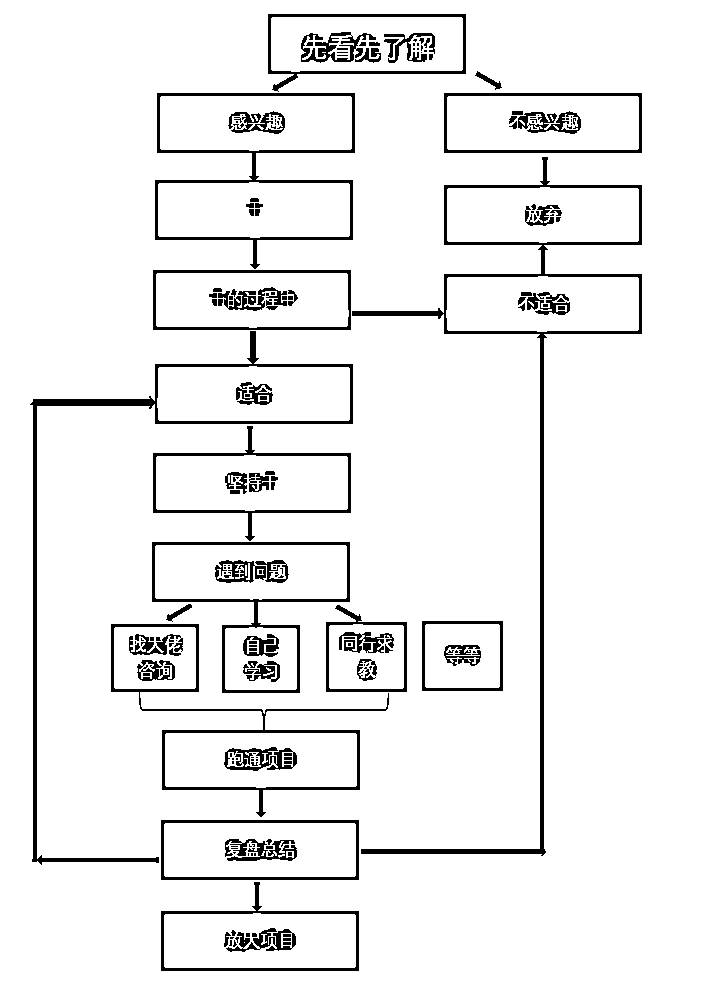 先看先了解
感兴趣
不感兴趣
干
放弃
干的过程中
不适合
适合
坚持干
遇到问题
找大佬
咨询
自己
学习
同行求
教
等等
跑通项目
复盘总结
放大项目